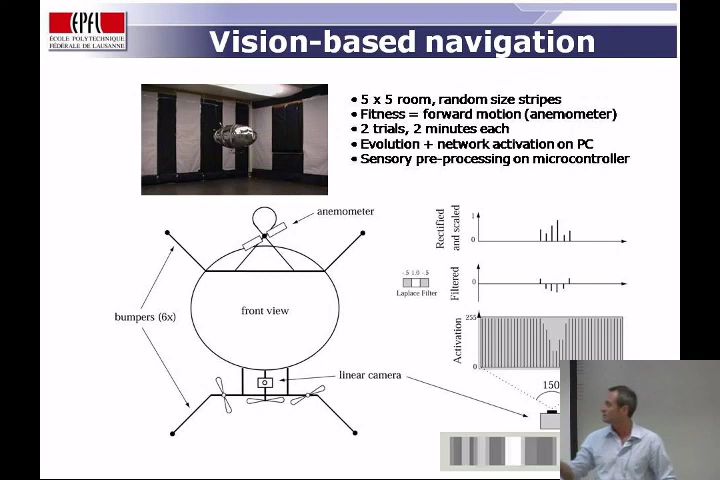 EPFL
ÉCOLE POLYTECHNIQUE
FÉDÉRALE DE LAUSANNE
Vision-based navigation
• 5 x 5 room, random size stripes
• Fitness = forward motion (anemometer)
• 2 trials, 2 minutes each
• Evolution + network activation on PC
• Sensory pre-processing on microcontroller
anemometer
bumpers (6x)
front view
linear camera
Rectified
and scaled
1
0
-.5 1.0 -.5
Laplace Filter
Filtered
0
Activation
255
0
150